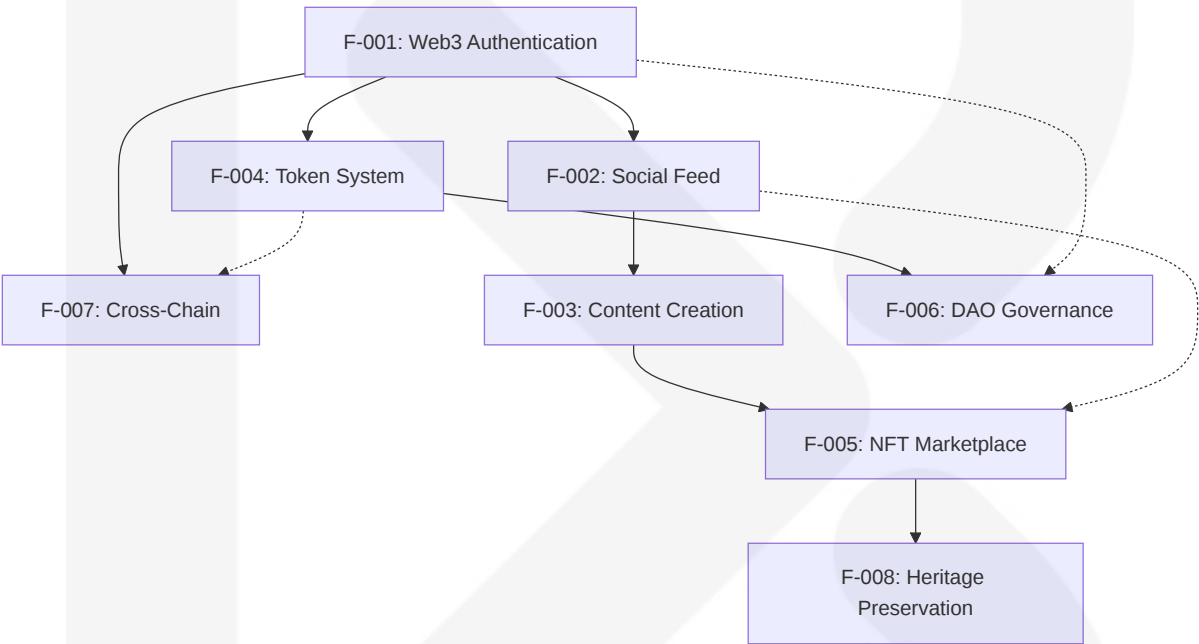 F-001: Web3 Authentication
F-004: Token System
F-002: Social Feed
F-007: Cross-Chain
F-003: Content Creation
F-006: DAO Governance
F-005: NFT Marketplace
F-008: Heritage
Preservation